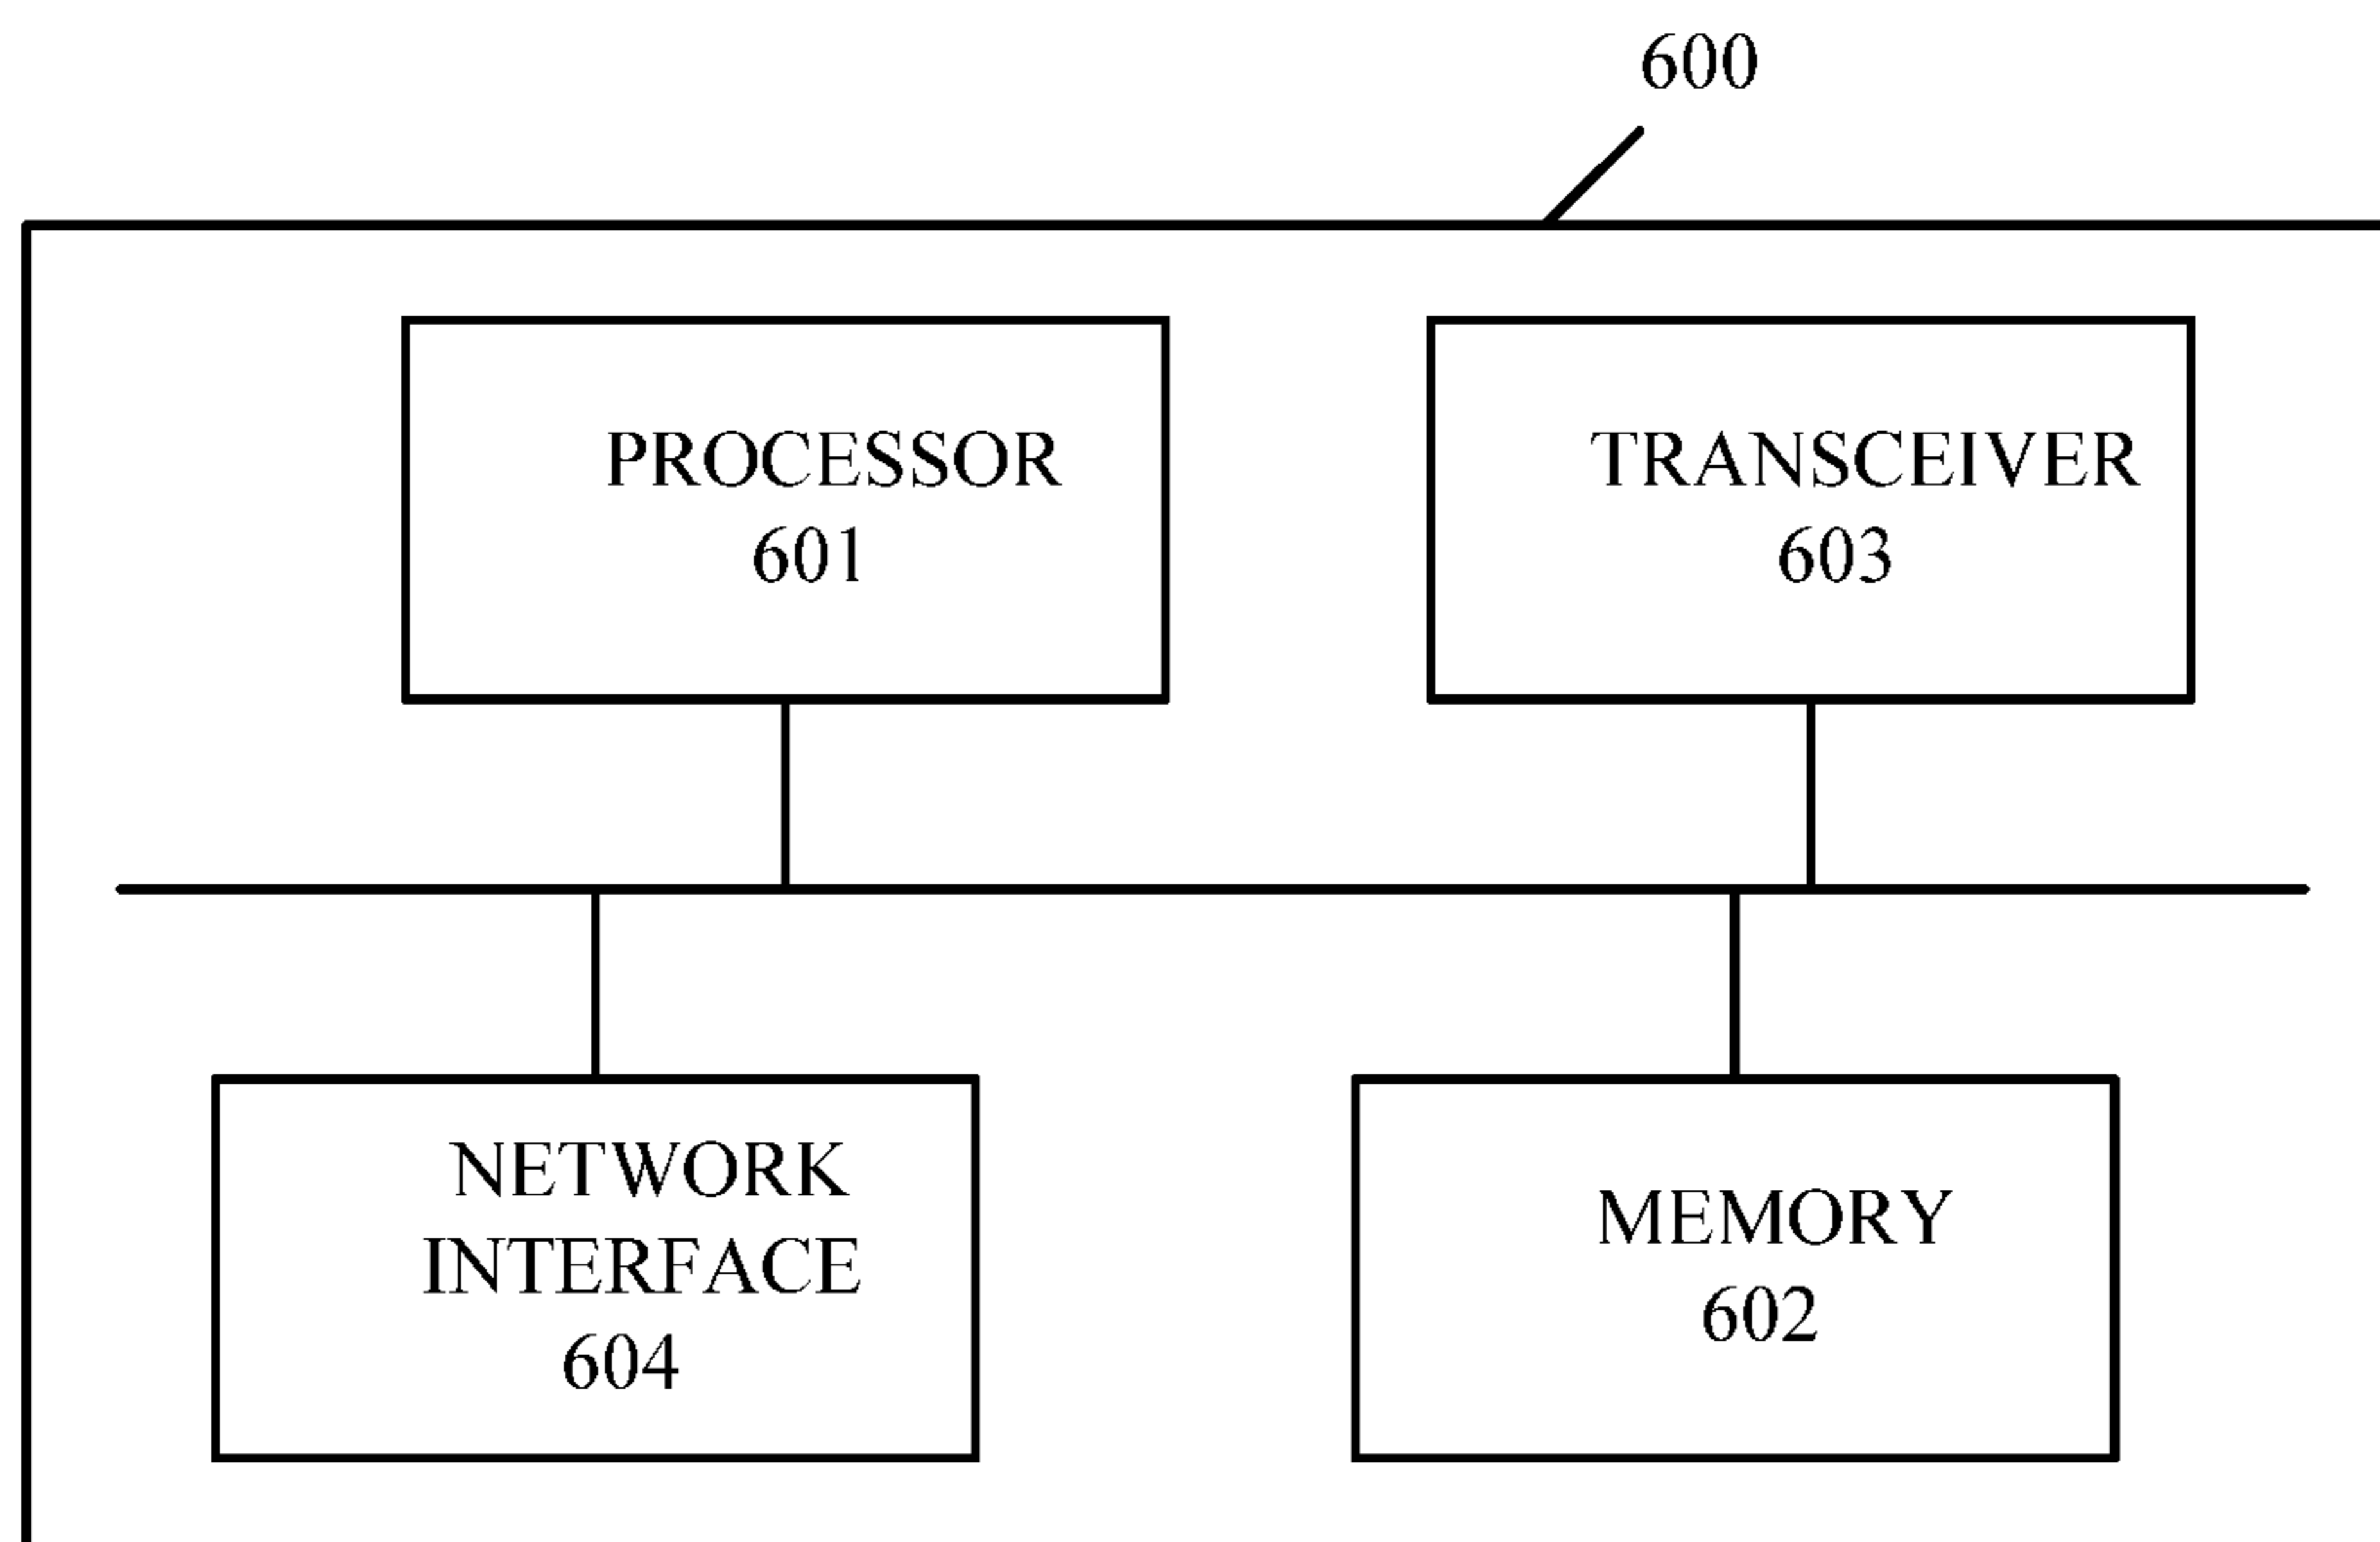 600
PROCESSOR
601
TRANSCEIVER
603
NETWORK
INTERFACE
604
MEMORY
602